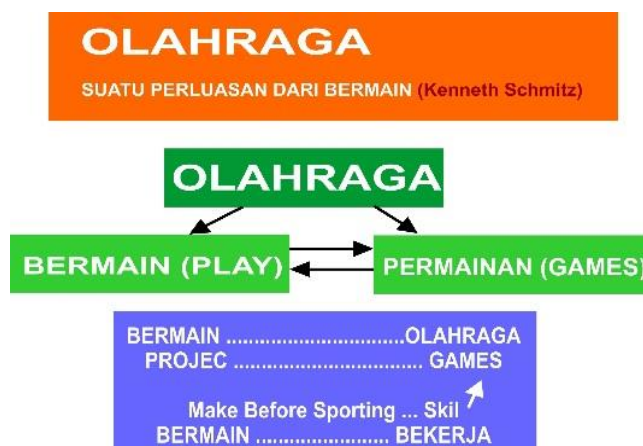 OLAHRAGA
SUATU PERLUASAN DARI BERMAIN (Kenneth Schmitz)
OLAHRAGA
BERMAIN (PLAY)
PERMAINAN (GAMES)
BERMAIN ................................OLAHRAGA
PROJEC ................................... GAMES
Make Before Sporting ... Skil
BERMAIN ........................ BEKERJA